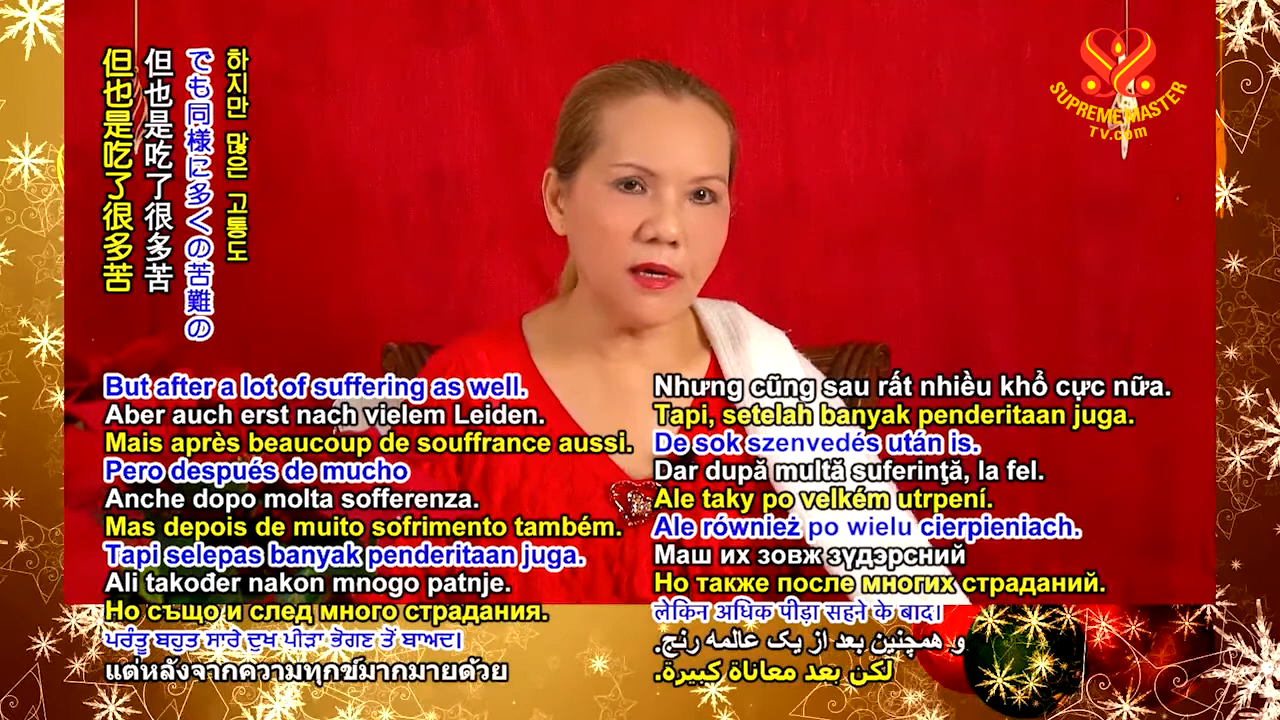 但也是吃了很多苦
但也是吃了很多苦
でも同様に多くの苦難の
하지만 많은 고통도
SUPREME MASTER
TV.com
But after a lot of suffering as well.
Aber auch erst nach vielem Leiden.
Mais après beaucoup de souffrance aussi.
Pero después de mucho
Anche dopo molta sofferenza.
Mas depois de muito sofrimento também.
Tapi selepas banyak penderitaan juga.
Ali također nakon mnogo patnje.
Но също и след много страдания.
ਪਰੰਤੂ ਬਹੁਤ ਸਾਰੇ ਦੁਖ ਪੀੜਾ ਭੋਗਣ ਤੋਂ ਬਾਅਦ।
แต่หลังจากความทุกข์มากมายด้วย
Nhưng cũng sau rất nhiều khổ cực nữa.
Tapi, setelah banyak penderitaan juga.
De sok szenvedés után is.
Dar după multă suferinţă, la fel.
Ale taky po velkém utrpení.
Ale również po wielu cierpieniach.
Маш их зовж зүдэрсний
Но также после многих страданий.
लेकिन अधिक पीड़ा सहने के बाद।
و همچنین بعد از یک عالمه رنج.
لكن بعد معاناة كبيرة.